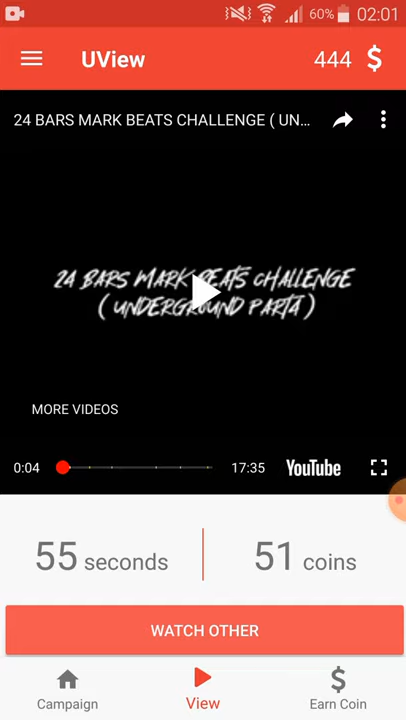 60% 02:01
UView 444 $
24 BARS MARK BEATS CHALLENGE ( UN...
24 BARS MARK BEATS CHALLENGE
( UNDERGROUND PARTA )
MORE VIDEOS
0:04 17:35 YouTube
55 seconds 51 coins
WATCH OTHER
$
Campaign View Earn Coin